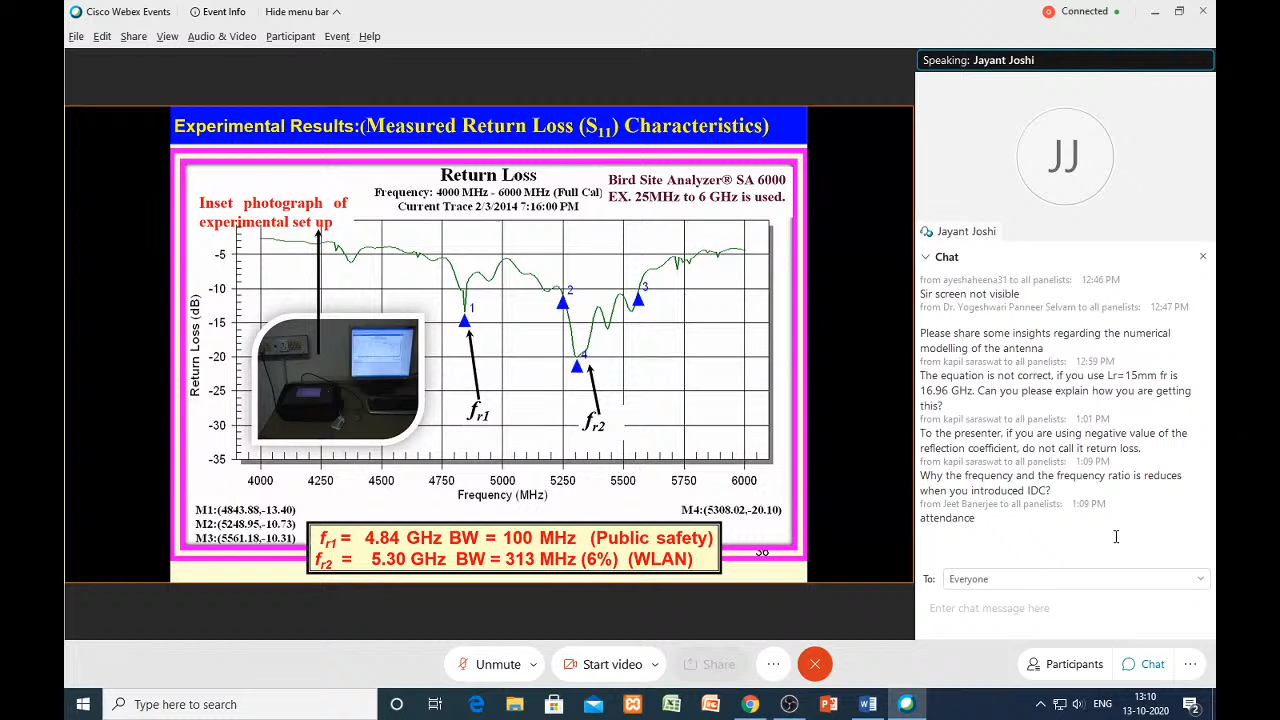 Cisco Webex Events
Event Info
Hide menu bar
Connected
File Edit Share View Audio & Video Participant Event Help
Experimental Results:(Measured Return Loss (S11) Characteristics)
Return Loss
Frequency: 4000 MHz - 6000 MHz (Full Cal)
Current Trace 2/3/2014 7:16:00 PM
Bird Site Analyzer® SA 6000
EX. 25MHz to 6 GHz is used.
Inset photograph of
experimental set up
Return Loss (dB)
-5
-10
-15
-20
-25
-30
-35
1
2
3
4
fr1
fr2
4000 4250 4500 4750 5000 5250 5500 5750 6000
Frequency (MHz)
M1:(4843.88,-13.40)
M2:(5248.95,-10.73)
M3:(5561.18,-10.31)
M4:(5308.02,-20.10)
fr1 = 4.84 GHz BW = 100 MHz (Public safety)
fr2 = 5.30 GHz BW = 313 MHz (6%) (WLAN)
Speaking: Jayant Joshi
JJ
Jayant Joshi
Chat
from ayeshaheena31 to all panelists: 12:46 PM
Sir screen not visible
from Dr. Yogeshwari Panneer Selvam to all panelists: 12:47 PM
Please share some insights regarding the numerical
modelling of the antenna
from kapil saraswat to all panelists: 12:59 PM
The equation is not correct, if you use Lr=15mm fr is
16.96 GHz. Can you please explain how you are getting
this?
from kapil saraswat to all panelists: 1:01 PM
To the presenter, if you are using negative value of the
reflection coefficient, do not call it return loss.
from kapil saraswat to all panelists: 1:09 PM
Why the frequency and the frequency ratio is reduces
when you introduced IDC?
from Jeet Banerjee to all panelists: 1:09 PM
attendance
To: Everyone
Enter chat message here
Unmute
Start video
Share
Participants
Chat
Type here to search
ENG
13:10
13-10-2020
2